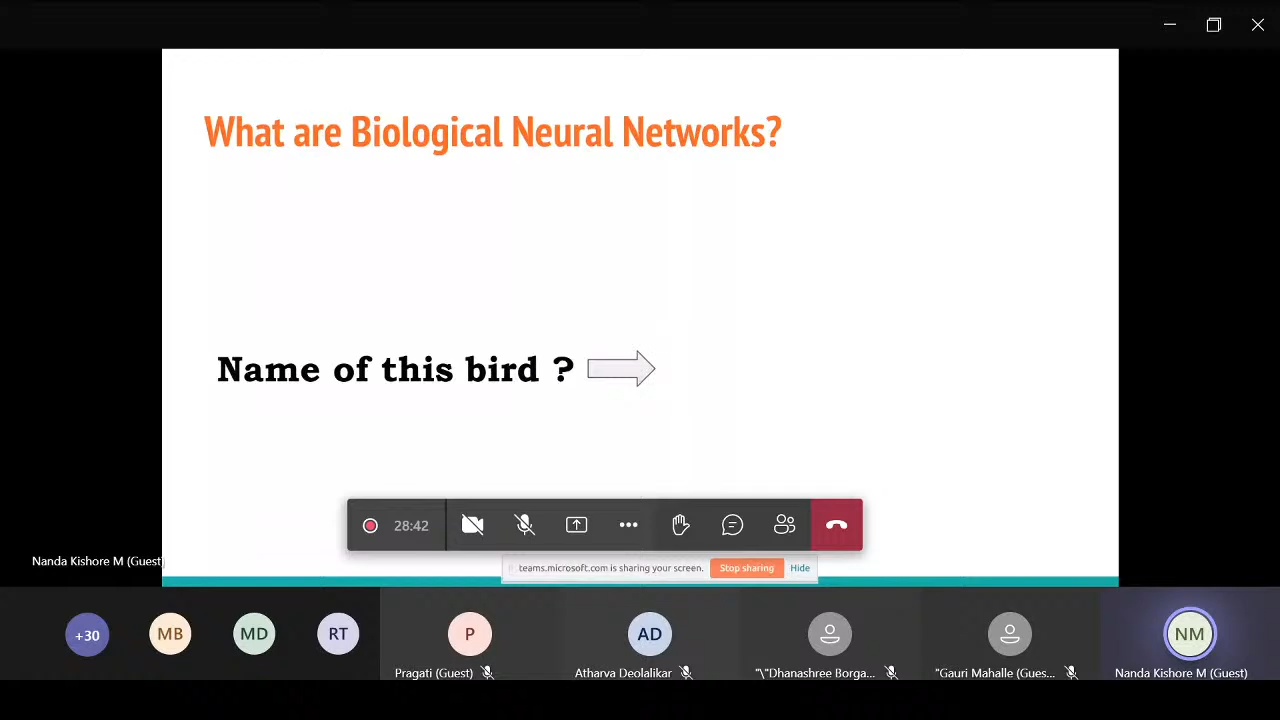 What are Biological Neural Networks?
Name of this bird ?
28:42
teams.microsoft.com is sharing your screen. Stop sharing Hide
Nanda Kishore M (Guest)
+30 MB MD RT P AD NM
Pragati (Guest) Atharva Deolalikar "\"Dhanashree Borga... "Gauri Mahalle (Gues... Nanda Kishore M (Guest)